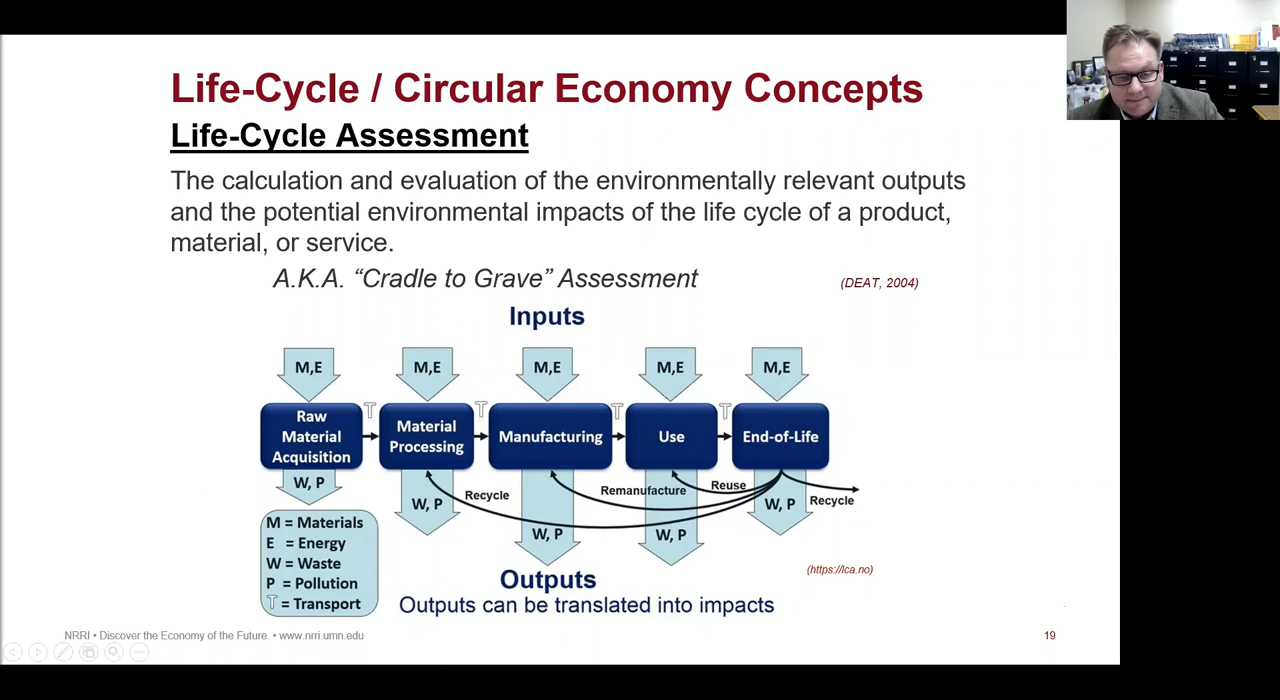 Life-Cycle / Circular Economy Concepts
Life-Cycle Assessment
The calculation and evaluation of the environmentally relevant outputs
and the potential environmental impacts of the life cycle of a product,
material, or service.
A.K.A. “Cradle to Grave” Assessment
(DEAT, 2004)
Inputs
M,E
M,E
M,E
M,E
M,E
T
T
T
T
Raw
Material
Acquisition
Material
Processing
Manufacturing
Use
End-of-Life
W, P
W, P
W, P
W, P
W, P
Recycle
Remanufacture
Reuse
Recycle
M = Materials
E = Energy
W = Waste
P = Pollution
T = Transport
(https://lca.no)
Outputs
Outputs can be translated into impacts
NRRI • Discover the Economy of the Future. • www.nrri.umn.edu
19